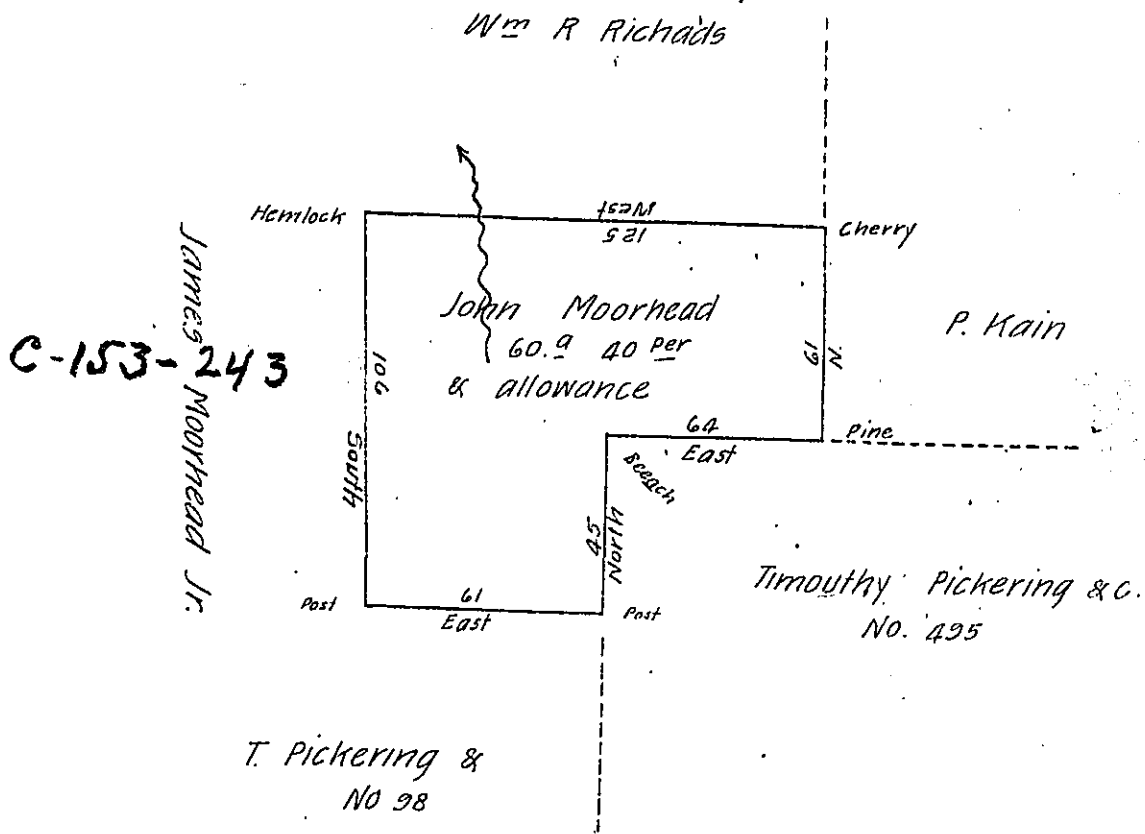 Wm R Richads
Hemlock
West
125
Cherry
James Moorhead Jr.
C-153-243
John Moorhead
60.a 40 Per
& allowance
P. Kain
106
South
N
61
64
East
Pine
Beeach
45
North
Post
61
East
Post
Timouthy Pickering & C.
No. 495
T. Pickering &
No 98